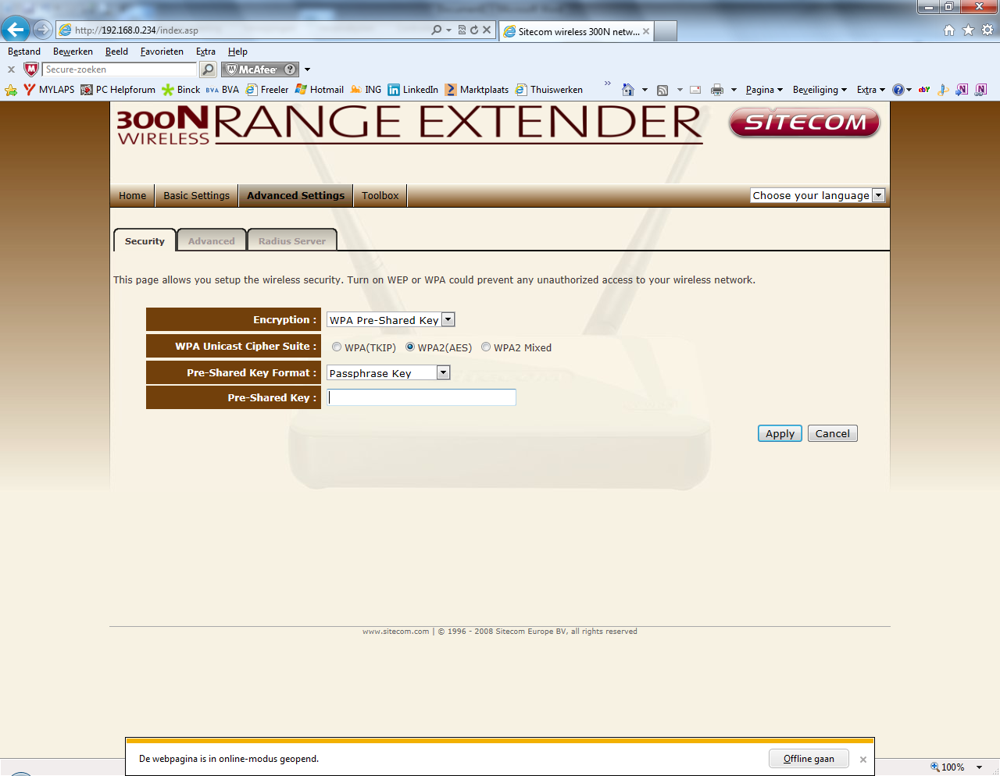 http://192.168.0.234/index.asp
Sitecom wireless 300N netw...
Bestand Bewerken Beeld Favorieten Extra Help
Secure-zoeken
McAfee
MYLAPS PC Helpforum Binck BVA BVA Freeler Hotmail ING LinkedIn Marktplaats Thuiswerken » Pagina Beveiliging Extra
300N WIRELESS RANGE EXTENDER
SITECOM
Home Basic Settings Advanced Settings Toolbox Choose your language
Security Advanced Radius Server
This page allows you setup the wireless security. Turn on WEP or WPA could prevent any unauthorized access to your wireless network.
Encryption : WPA Pre-Shared Key
WPA Unicast Cipher Suite : WPA(TKIP) WPA2(AES) WPA2 Mixed
Pre-Shared Key Format : Passphrase Key
Pre-Shared Key :
Apply Cancel
www.sitecom.com | © 1996 - 2008 Sitecom Europe BV, all rights reserved
De webpagina is in online-modus geopend. Offline gaan
100%